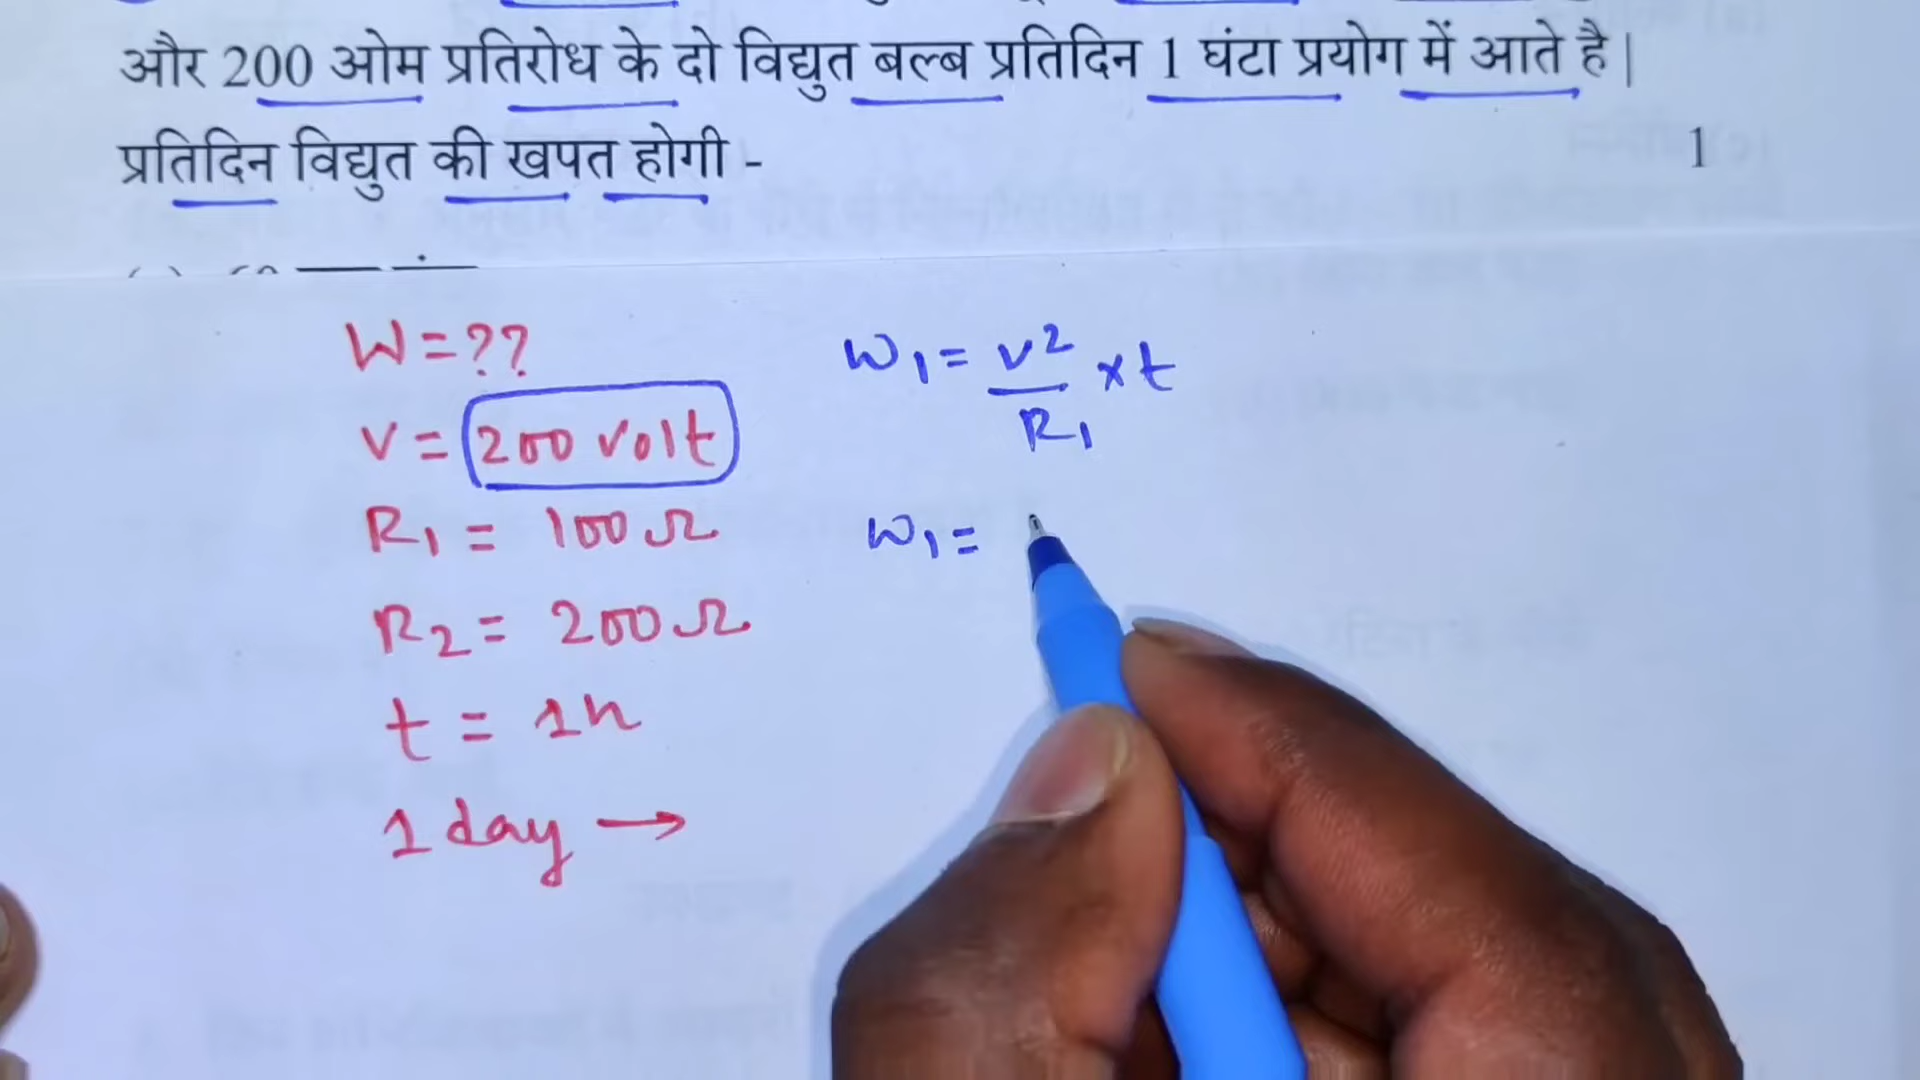 और 200 ओम प्रतिरोध के दो विद्युत बल्ब प्रतिदिन 1 घंटा प्रयोग में आते है |
प्रतिदिन विद्युत की खपत होगी - 1
W = ??
V = 200 volt
R1 = 100 Ω
R2 = 200 Ω
t = 1h
1 day →
W1 = V²/R1 × t
W1 =